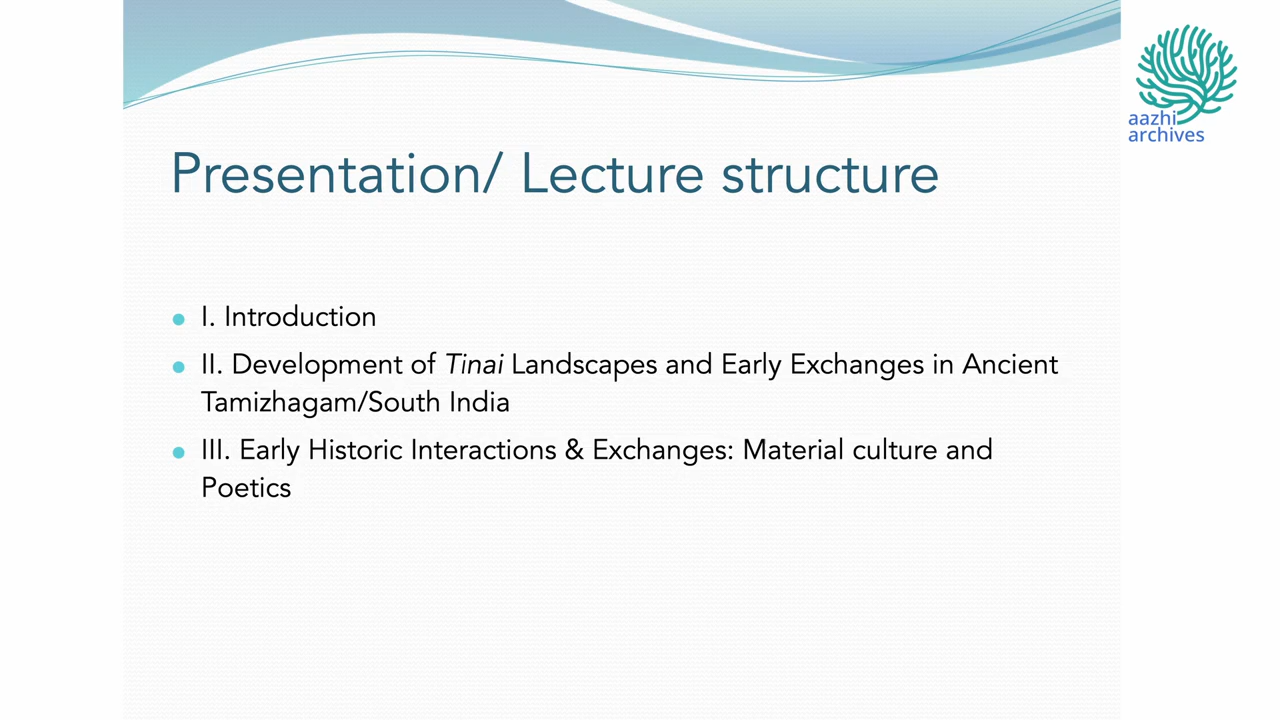 aazhi
archives
Presentation/ Lecture structure
I. Introduction
II. Development of Tinai Landscapes and Early Exchanges in Ancient
Tamizhagam/South India
III. Early Historic Interactions & Exchanges: Material culture and
Poetics